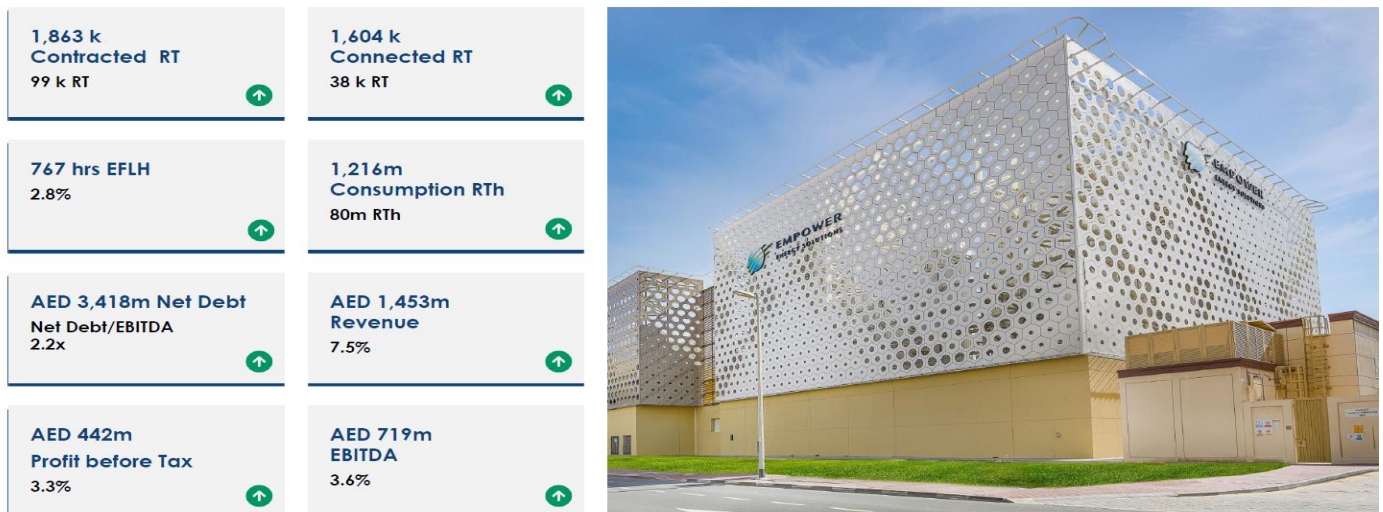 1,863 k
Contracted RT
99 k RT
1,604 k
Connected RT
38 k RT
767 hrs EFLH
2.8%
1,216m
Consumption RTh
80m RTh
AED 3,418m Net Debt
Net Debt/EBITDA
2.2x
AED 1,453m
Revenue
7.5%
AED 442m
Profit before Tax
3.3%
AED 719m
EBITDA
3.6%
EMPOWER
ENERGY SOLUTIONS
EMPOWER
ENERGY SOLUTIONS